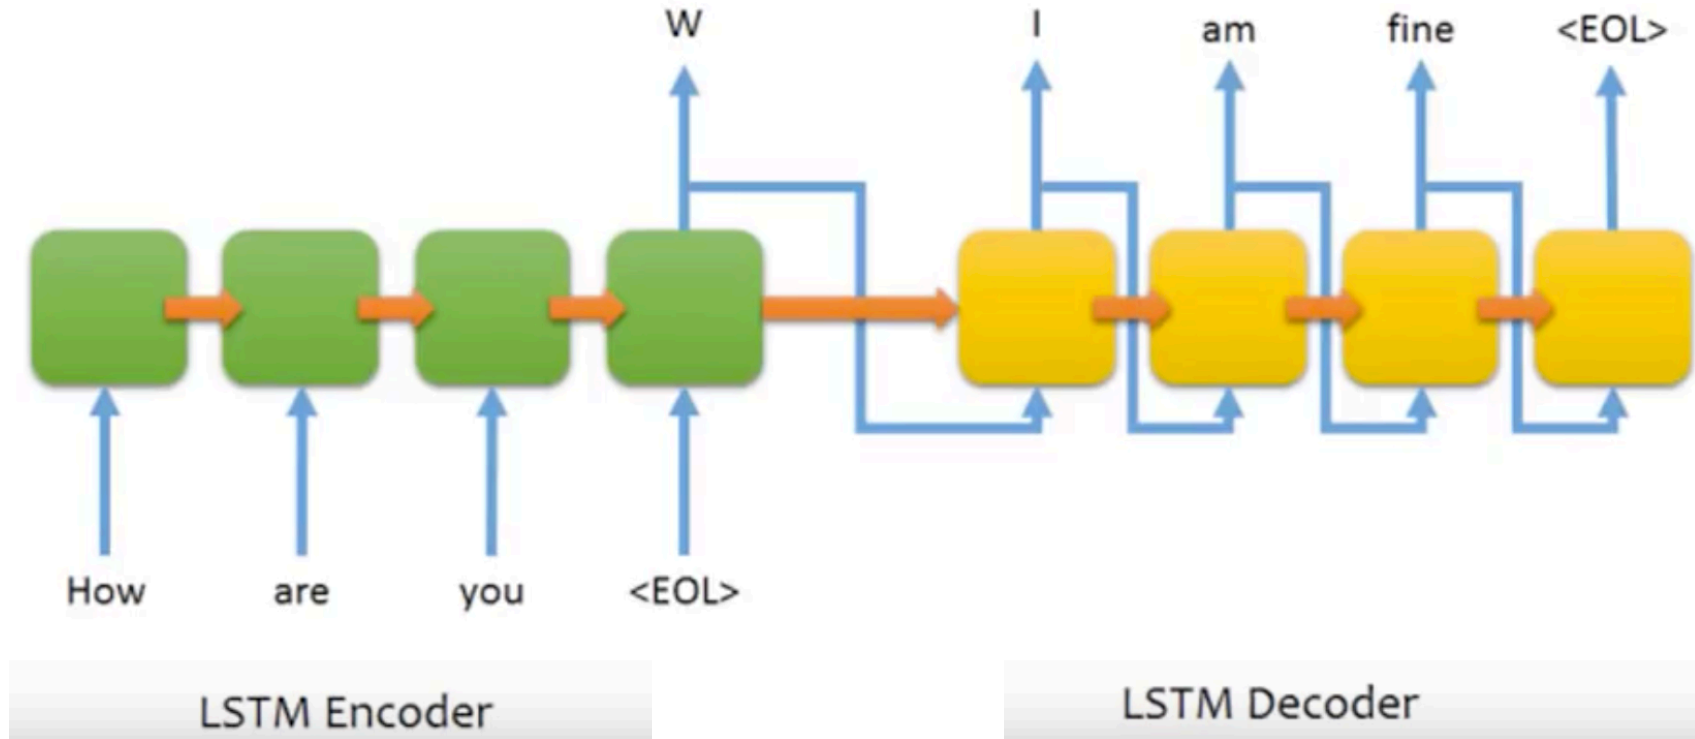 W I am fine <EOL>
How are you <EOL>
LSTM Encoder LSTM Decoder